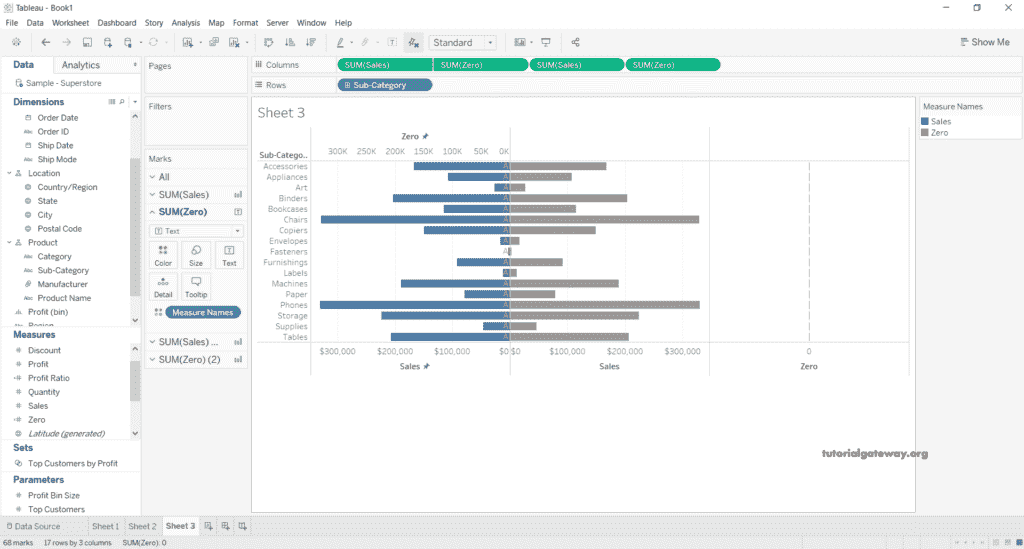 Tableau - Book1
File Data Worksheet Dashboard Story Analysis Map Format Server Window Help
Standard
Show Me
Data Analytics
Sample - Superstore
Dimensions
Order Date
Order ID
Ship Date
Ship Mode
Location
Country/Region
State
City
Postal Code
Product
Category
Sub-Category
Manufacturer
Product Name
Profit (bin)
Region
Measures
Discount
Profit
Profit Ratio
Quantity
Sales
Zero
Latitude (generated)
Sets
Top Customers by Profit
Parameters
Profit Bin Size
Top Customers
Pages
Filters
Marks
All
SUM(Sales)
SUM(Zero)
Text
Color Size Text
Detail Tooltip
Measure Names
SUM(Sales) ...
SUM(Zero) (2)
Columns SUM(Sales) SUM(Zero) SUM(Sales) SUM(Zero)
Rows Sub-Category
Sheet 3
Zero
Sub-Catego.. 300K 250K 200K 150K 100K 50K 0K
Accessories A
Appliances A
Art A
Binders A
Bookcases A
Chairs A
Copiers A
Envelopes A
Fasteners A
Furnishings A
Labels A
Machines A
Paper A
Phones A
Storage A
Supplies A
Tables A
$300,000 $200,000 $100,000 $0 $0 $100,000 $200,000 $300,000 0
Sales Sales Zero
Measure Names
Sales
Zero
tutorialgateway.org
Data Source Sheet 1 Sheet 2 Sheet 3
68 marks 17 rows by 3 columns SUM(Zero): 0